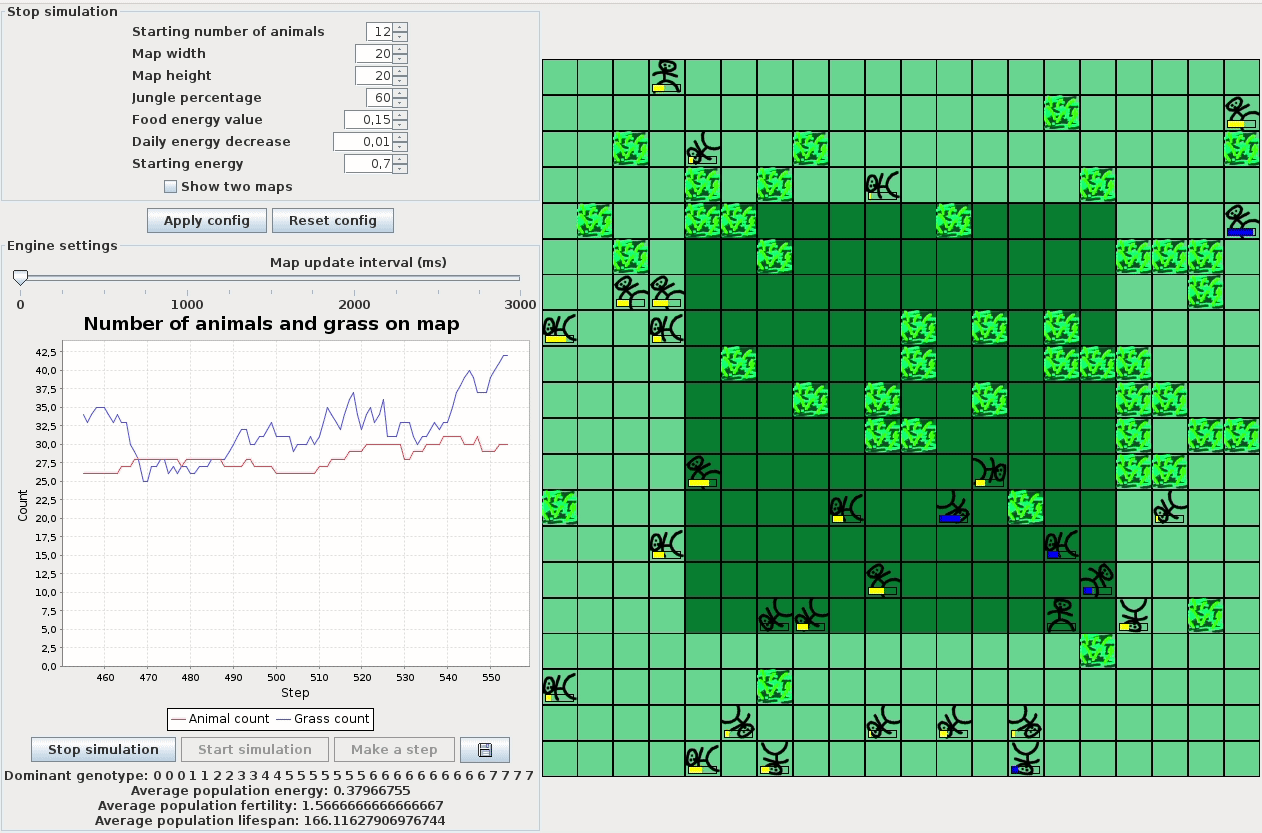 Stop simulation
Starting number of animals 12
Map width 20
Map height 20
Jungle percentage 60
Food energy value 0,15
Daily energy decrease 0,01
Starting energy 0,7
Show two maps
Apply config Reset config
Engine settings
Map update interval (ms)
0 1000 2000 3000
Number of animals and grass on map
42,5
40,0
37,5
35,0
32,5
30,0
27,5
25,0
22,5
20,0
17,5
15,0
12,5
10,0
7,5
5,0
2,5
0,0
Count
460 470 480 490 500 510 520 530 540 550
Step
Animal count Grass count
Stop simulation Start simulation Make a step
Dominant genotype: 0 0 0 1 1 2 2 3 3 4 4 5 5 5 5 5 5 5 6 6 6 6 6 6 6 6 6 6 7 7 7 7
Average population energy: 0.37966755
Average population fertility: 1.5666666666666667
Average population lifespan: 166.11627906976744